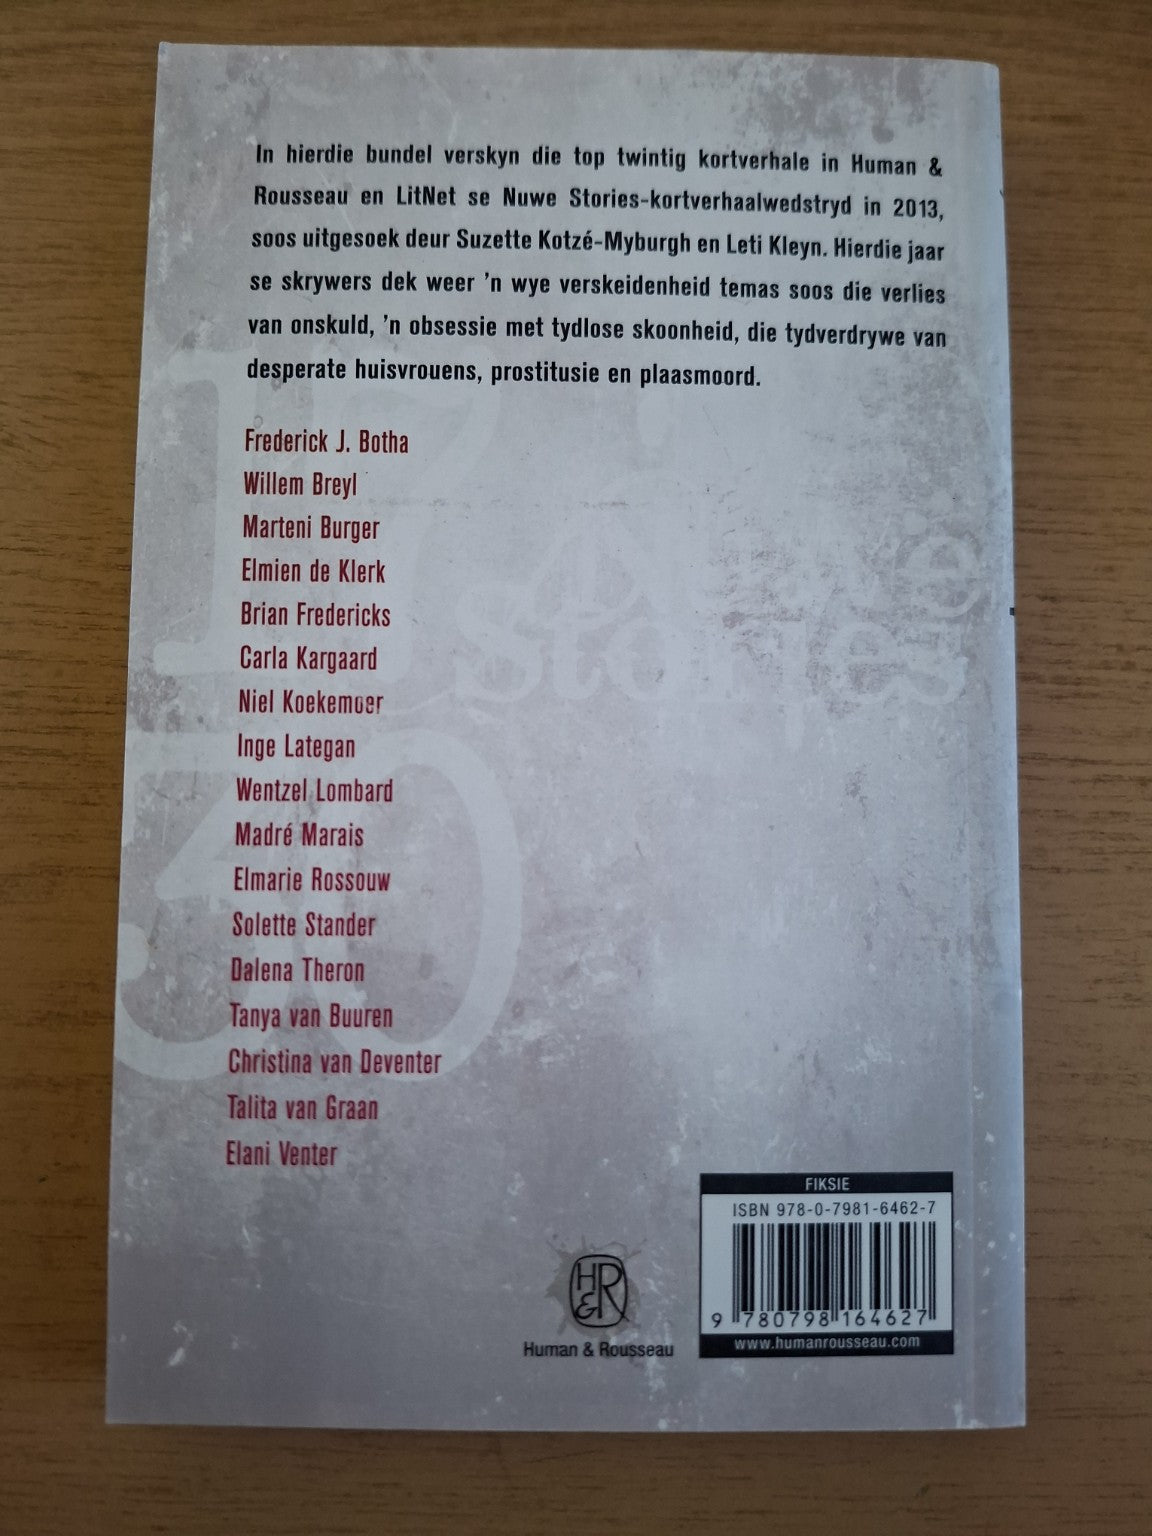 In hierdie bundel verskyn die top twintig kortverhale in Human &
Rousseau en LitNet se Nuwe Stories-kortverhaalwedstryd in 2013,
soos uitgesoek deur Suzette Kotzé-Myburgh en Leti Kleyn. Hierdie jaar
se skrywers dek weer 'n wye verskeidenheid temas soos die verlies
van onskuld, 'n obsessie met tydlose skoonheid, die tydverdrywe van
desperate huisvrouens, prostitusie en plaasmoord.
Frederick J. Botha
Willem Breyl
Marteni Burger
Elmien de Klerk
Brian Fredericks
Carla Kargaard
Niel Koekemoer
Inge Lategan
Wentzel Lombard
Madré Marais
Elmarie Rossouw
Solette Stander
Dalena Theron
Tanya van Buuren
Christina van Deventer
Talita van Graan
Elani Venter
Nuwe
Stories
H&R
Human & Rousseau
FIKSIE
ISBN 978-0-7981-6462-7
9 780798 164627
www.humanrousseau.com